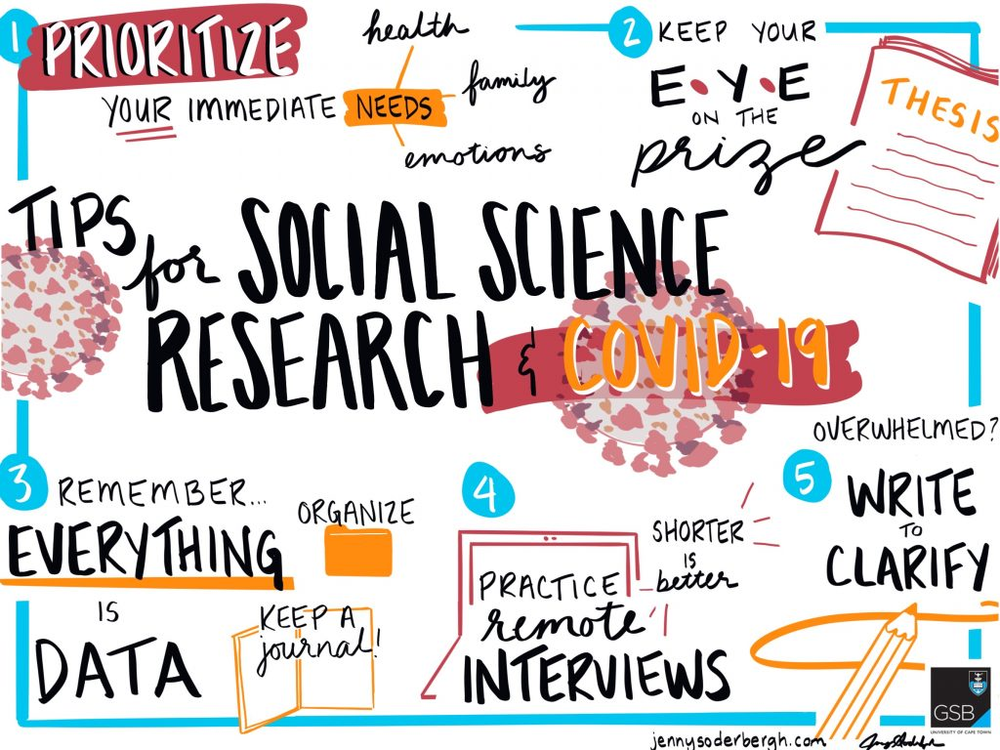 1
PRIORITIZE
YOUR IMMEDIATE NEEDS
health
family
emotions
2 KEEP YOUR
E•Y•E
ON THE
prize
THESIS
TIPS
for SOCIAL SCIENCE
RESEARCH & COVID-19
3
REMEMBER...
EVERYTHING
IS
DATA
ORGANIZE
KEEP A
journal!
4
PRACTICE
remote
INTERVIEWS
SHORTER
IS
better
OVERWHELMED?
5
WRITE
TO
CLARIFY
jennysoderbergh.com
GSB
UNIVERSITY OF CAPE TOWN